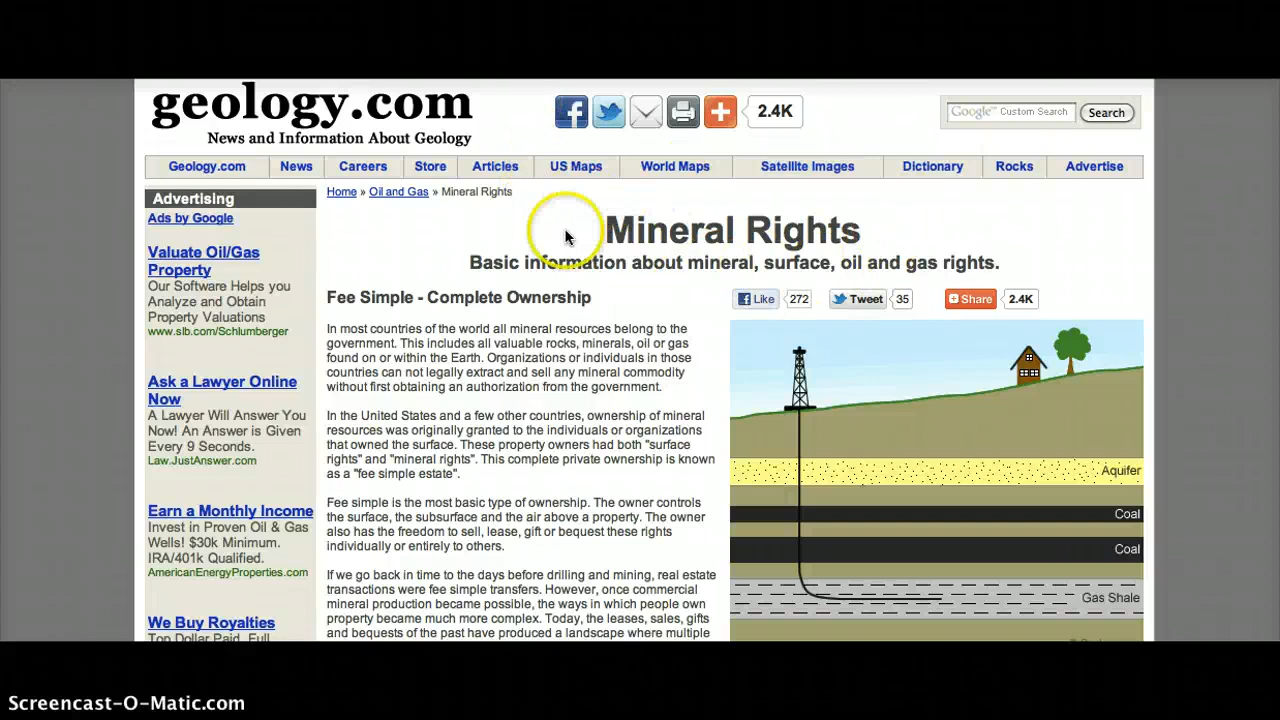 geology.com
News and Information About Geology
2.4K
Google™ Custom Search
Search
Geology.com News Careers Store Articles US Maps World Maps Satellite Images Dictionary Rocks Advertise
Advertising
Ads by Google
Valuate Oil/Gas
Property
Our Software Helps you
Analyze and Obtain
Property Valuations
www.slb.com/Schlumberger
Ask a Lawyer Online
Now
A Lawyer Will Answer You
Now! An Answer is Given
Every 9 Seconds.
Law.JustAnswer.com
Earn a Monthly Income
Invest in Proven Oil & Gas
Wells! $30k Minimum.
IRA/401k Qualified.
AmericanEnergyProperties.com
We Buy Royalties
Top Dollar Paid, Full
Home » Oil and Gas » Mineral Rights
Mineral Rights
Basic information about mineral, surface, oil and gas rights.
Fee Simple - Complete Ownership
In most countries of the world all mineral resources belong to the
government. This includes all valuable rocks, minerals, oil or gas
found on or within the Earth. Organizations or individuals in those
countries can not legally extract and sell any mineral commodity
without first obtaining an authorization from the government.
In the United States and a few other countries, ownership of mineral
resources was originally granted to the individuals or organizations
that owned the surface. These property owners had both "surface
rights" and "mineral rights". This complete private ownership is known
as a "fee simple estate".
Fee simple is the most basic type of ownership. The owner controls
the surface, the subsurface and the air above a property. The owner
also has the freedom to sell, lease, gift or bequest these rights
individually or entirely to others.
If we go back in time to the days before drilling and mining, real estate
transactions were fee simple transfers. However, once commercial
mineral production became possible, the ways in which people own
property became much more complex. Today, the leases, sales, gifts
and bequests of the past have produced a landscape where multiple
Like 272 Tweet 35 Share 2.4K
Aquifer
Coal
Coal
Gas Shale
Screencast-O-Matic.com